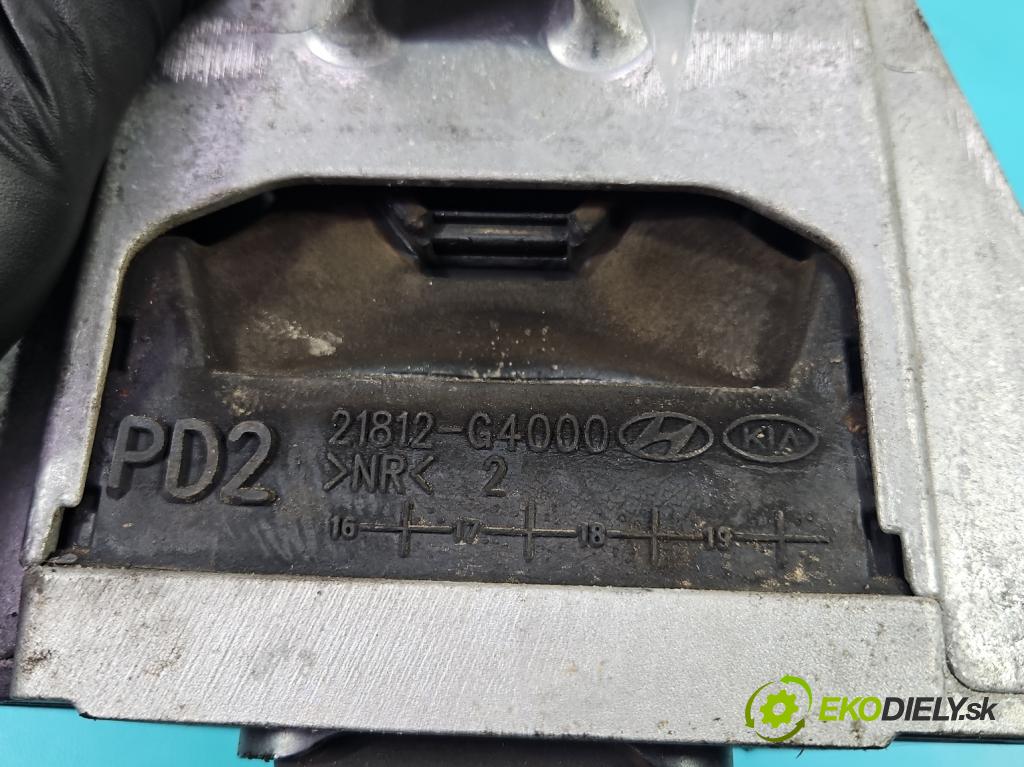 PD2 21812-G4000 KIA
>NR< 2
16 17 18 19
EKODIELY.sk